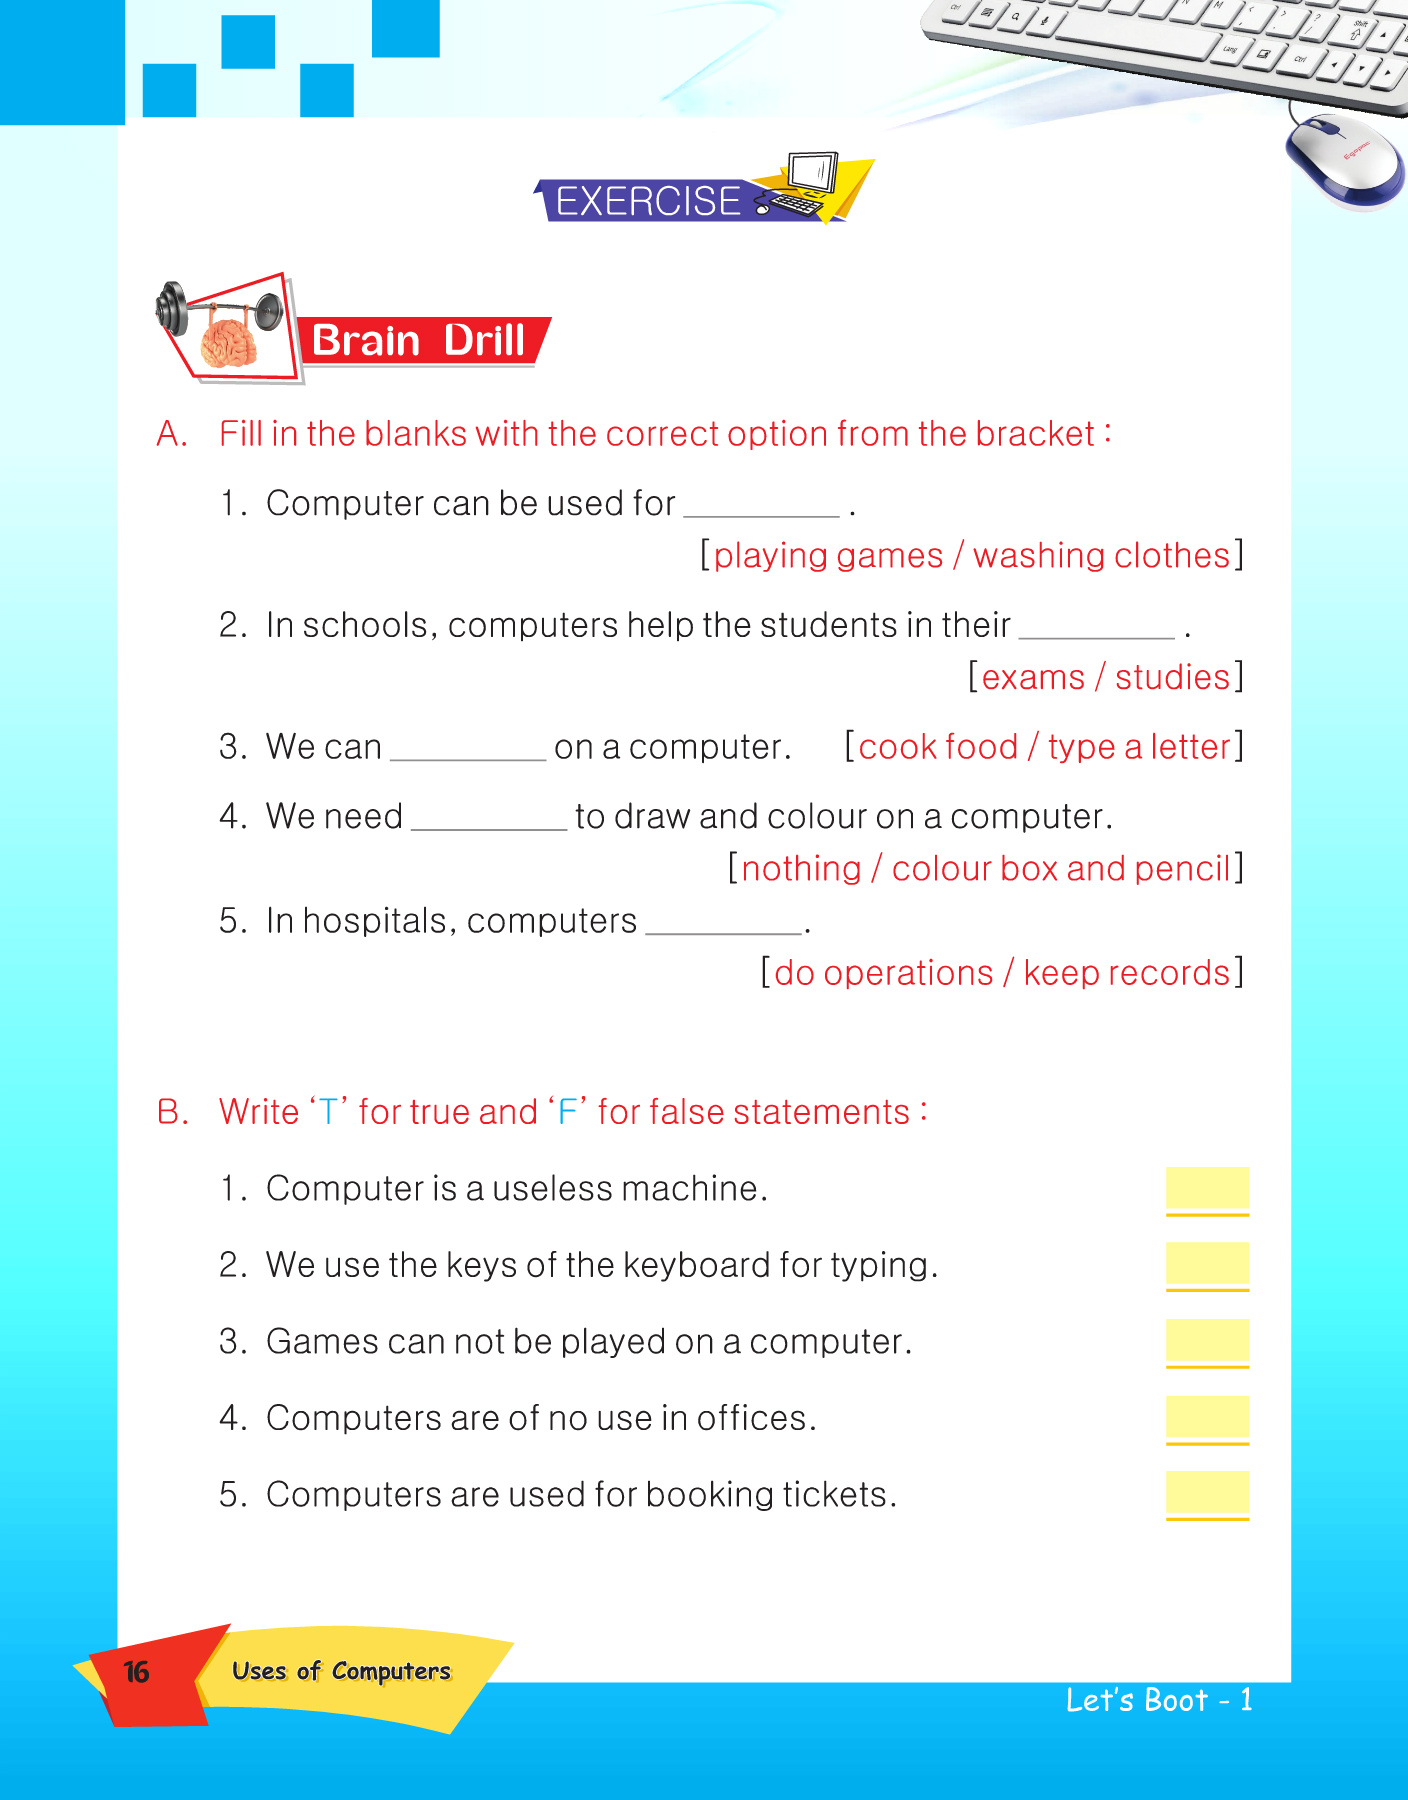 EXERCISE
Brain Drill
A. Fill in the blanks with the correct option from the bracket :
1. Computer can be used for _________ .
[playing games / washing clothes]
2. In schools, computers help the students in their _________ .
[exams / studies]
3. We can _________ on a computer. [cook food / type a letter]
4. We need _________ to draw and colour on a computer.
[nothing / colour box and pencil]
5. In hospitals, computers _________.
[do operations / keep records]
B. Write ‘T’ for true and ‘F’ for false statements :
1. Computer is a useless machine.
2. We use the keys of the keyboard for typing.
3. Games can not be played on a computer.
4. Computers are of no use in offices.
5. Computers are used for booking tickets.
16 Uses of Computers
Let's Boot - 1